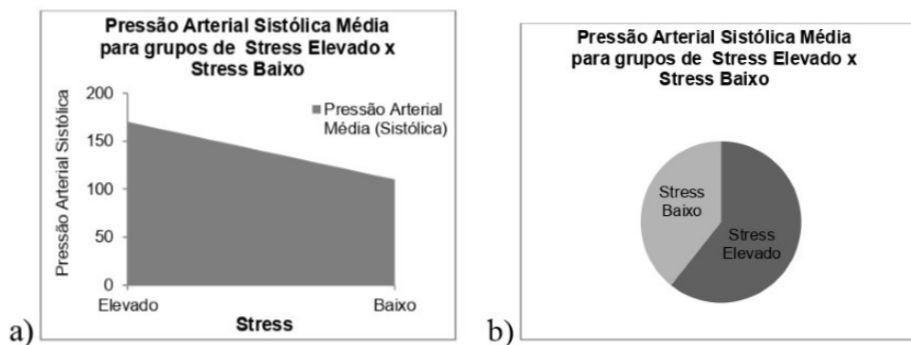 Pressão Arterial Sistólica Média
para grupos de Stress Elevado x
Stress Baixo
Pressão Arterial Sistólica
200
150
100
50
0
Pressão Arterial
Média (Sistólica)
Elevado
Baixo
Stress
a)
Pressão Arterial Sistólica Média
para grupos de Stress Elevado x
Stress Baixo
Stress
Baixo
Stress
Elevado
b)